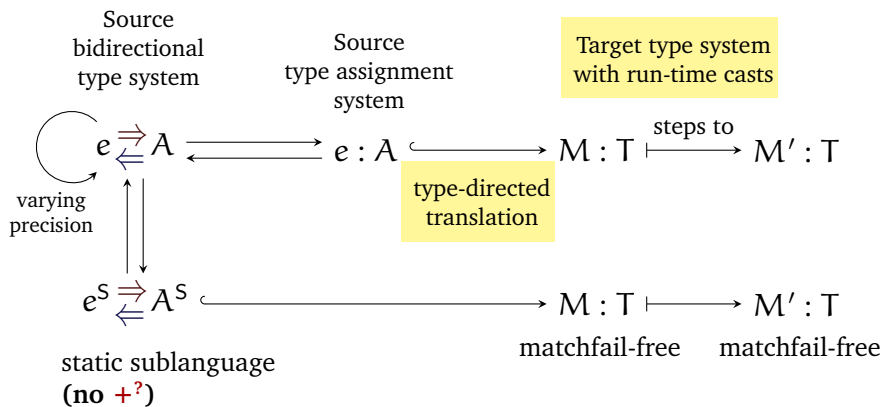 Source
bidirectional
type system
Source
type assignment
system
Target type system
with run-time casts
e ⇒ ⇐ A
e : A
M : T
steps to
M′ : T
varying
precision
type-directed
translation
eˢ ⇒ ⇐ Aˢ
M : T
M′ : T
matchfail-free
matchfail-free
static sublanguage
(no +?)